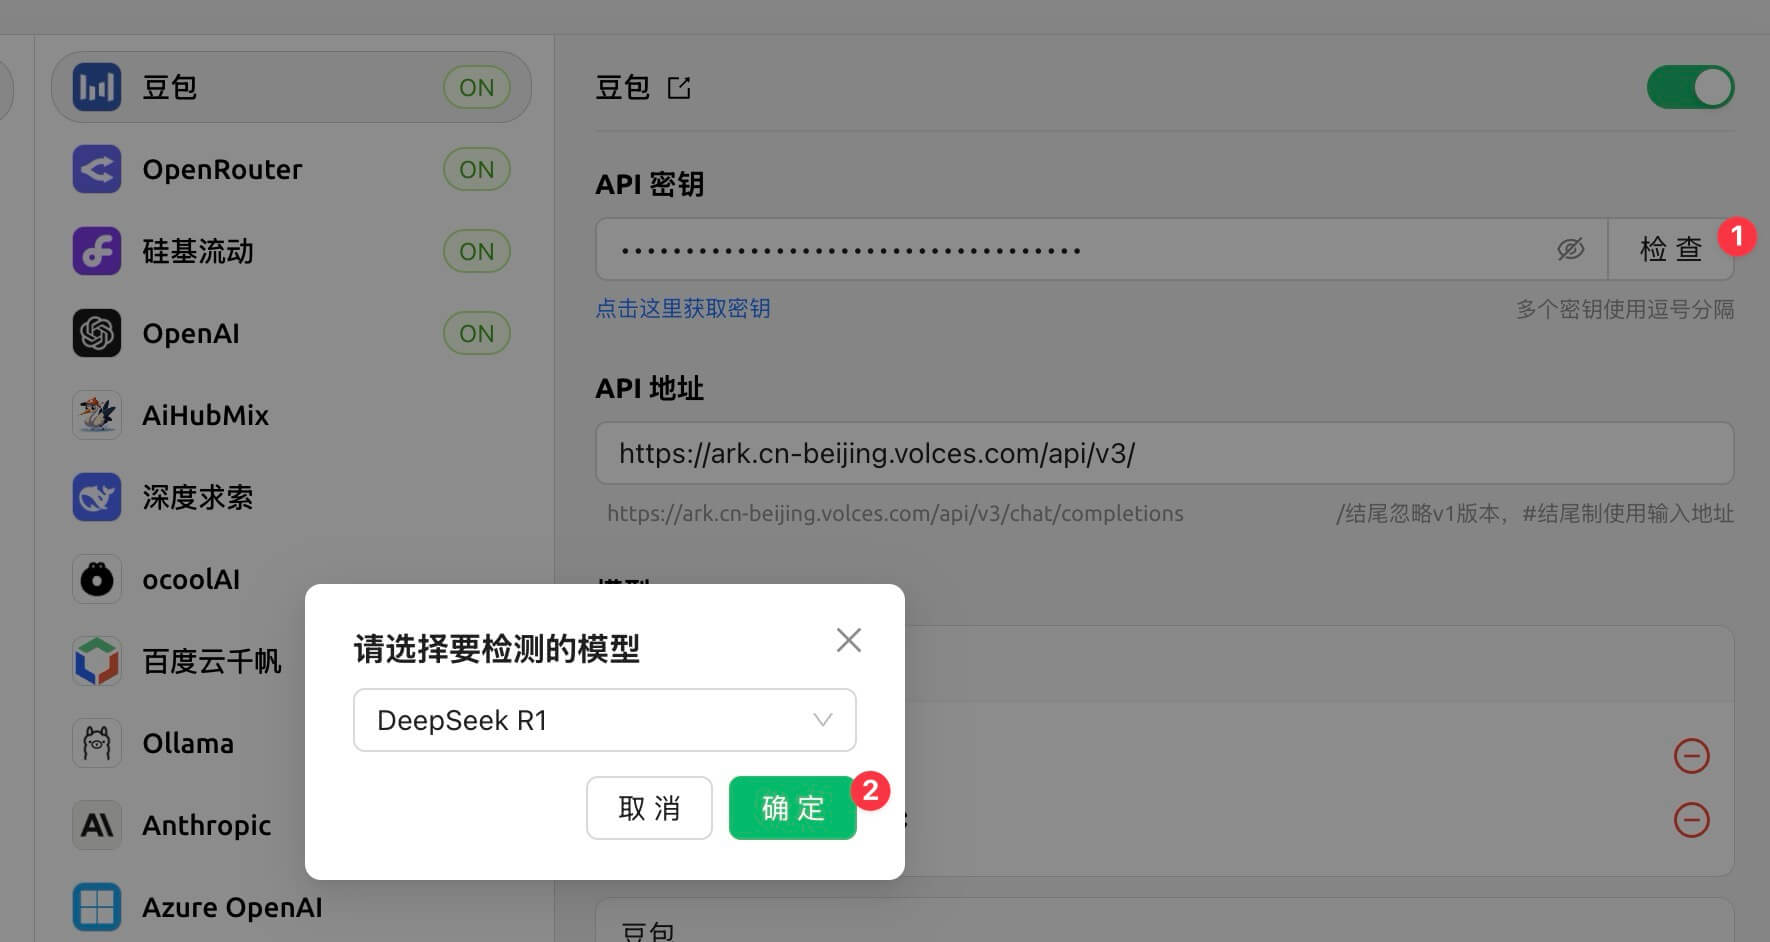 豆包
ON
OpenRouter
ON
硅基流动
ON
OpenAI
ON
AiHubMix
深度求索
ocoolAI
百度云千帆
Ollama
Anthropic
Azure OpenAI
豆包
API 密钥
••••••••••••••••••••••••••••••••••••
检 查
1
点击这里获取密钥
多个密钥使用逗号分隔
API 地址
https://ark.cn-beijing.volces.com/api/v3/
https://ark.cn-beijing.volces.com/api/v3/chat/completions
/结尾忽略v1版本，#结尾制使用输入地址
请选择要检测的模型
DeepSeek R1
取 消
确 定
2
豆包